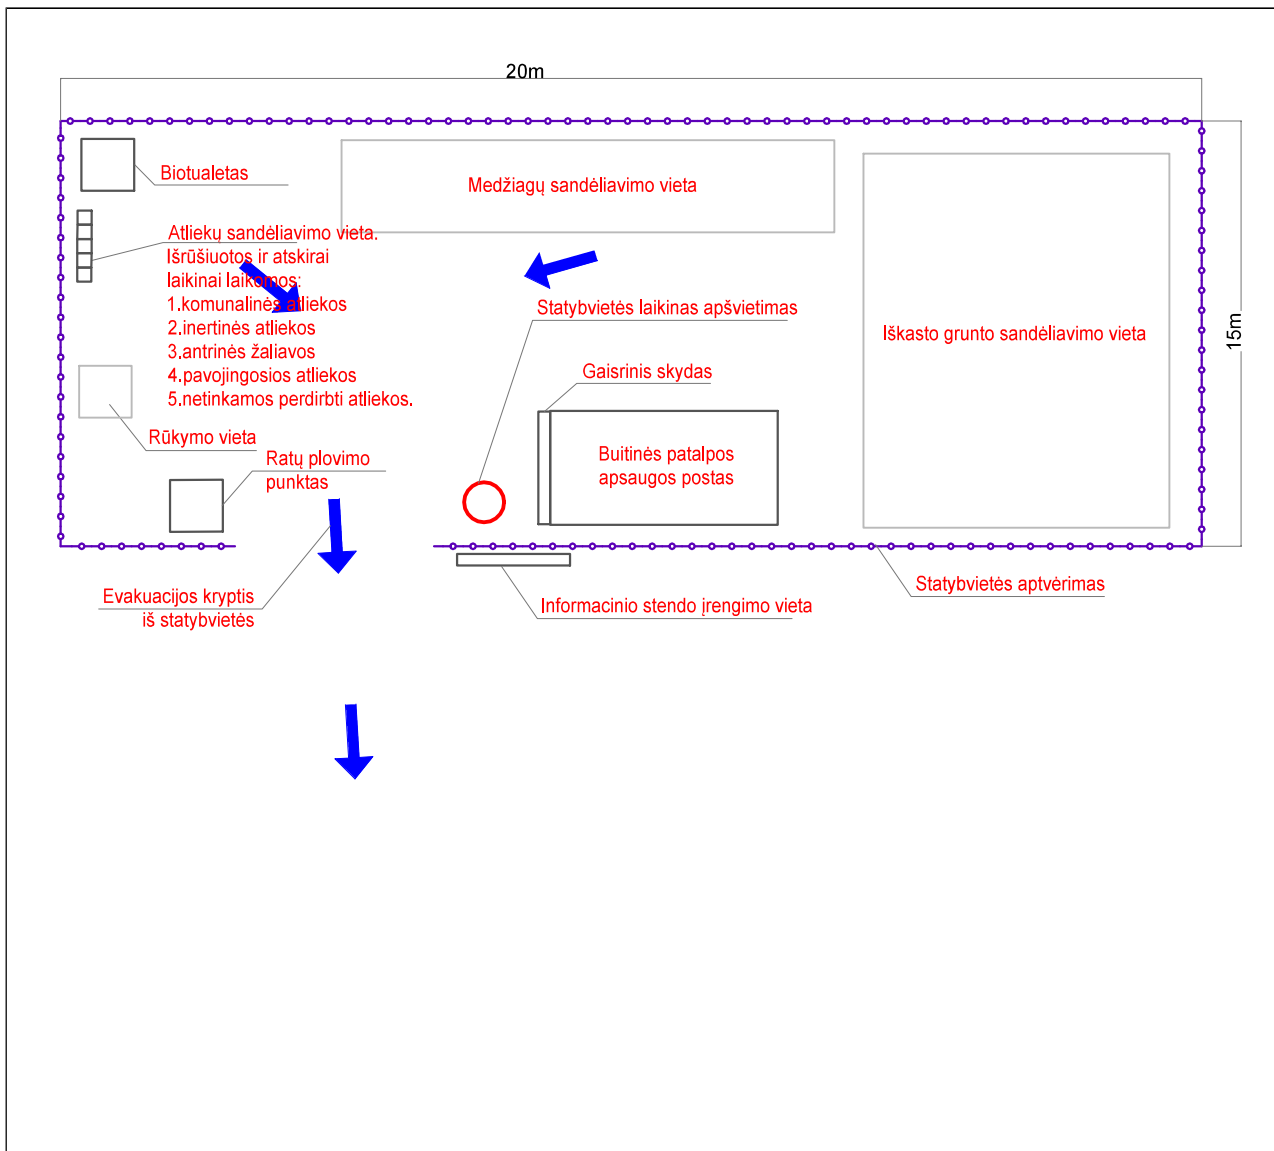 20m
Biotualetas
Medžiagų sandėliavimo vieta
Atliekų sandėliavimo vieta.
Išrūšiuotos ir atskirai
laikinai laikomos:
1.komunalinės atliekos
2.inertinės atliekos
3.antrinės žaliavos
4.pavojingosios atliekos
5.netinkamos perdirbti atliekos.
Statybvietės laikinas apšvietimas
Iškasto grunto sandėliavimo vieta
15m
Gaisrinis skydas
Rūkymo vieta
Ratų plovimo
punktas
Buitinės patalpos
apsaugos postas
Evakuacijos kryptis
iš statybvietės
Informacinio stendo įrengimo vieta
Statybvietės aptvėrimas